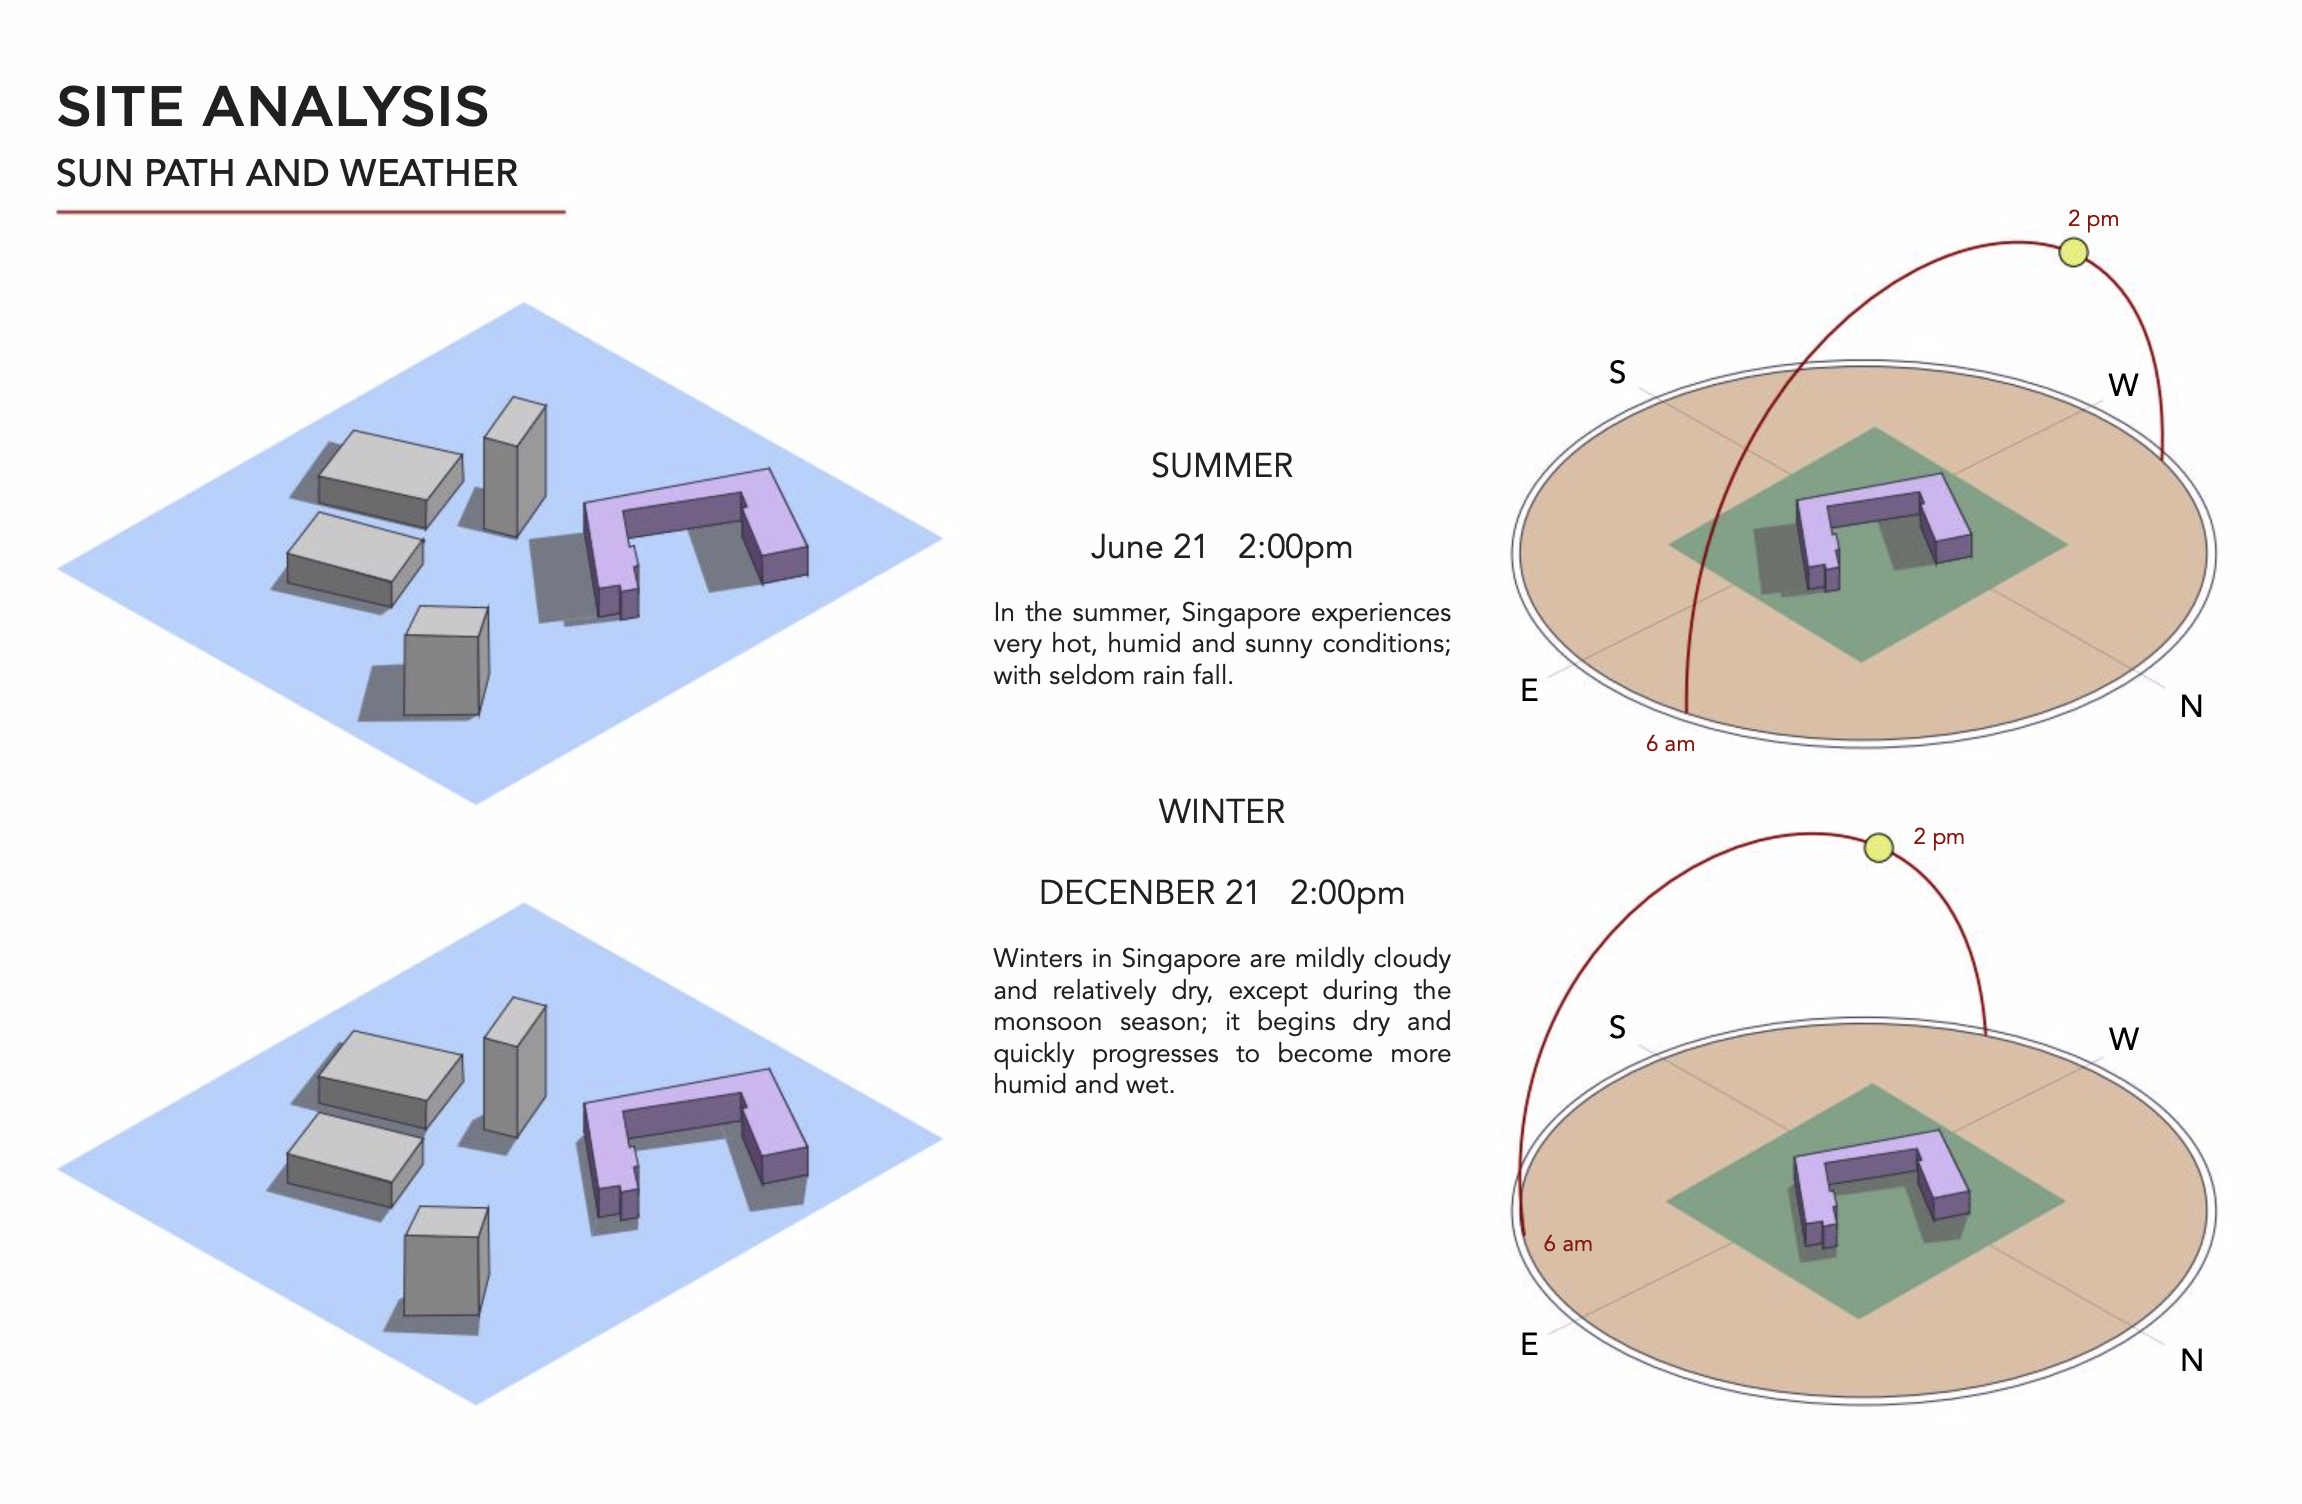 SITE ANALYSIS
SUN PATH AND WEATHER
SUMMER
June 21 2:00pm
In the summer, Singapore experiences
very hot, humid and sunny conditions;
with seldom rain fall.
WINTER
DECENBER 21 2:00pm
Winters in Singapore are mildly cloudy
and relatively dry, except during the
monsoon season; it begins dry and
quickly progresses to become more
humid and wet.
2 pm
S
W
E
N
6 am
2 pm
S
W
6 am
E
N